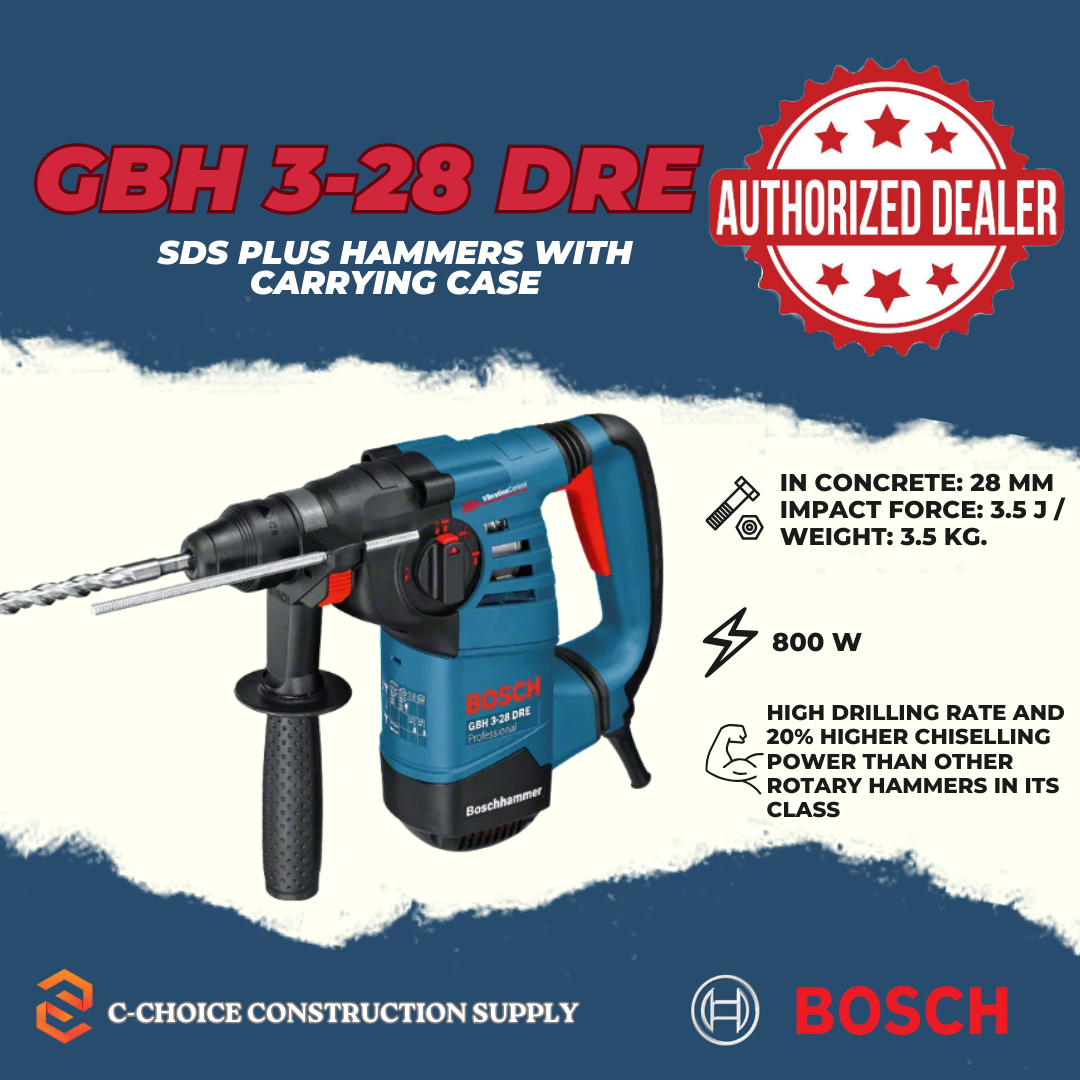 GBH 3-28 DRE
SDS PLUS HAMMERS WITH
CARRYING CASE
AUTHORIZED DEALER
IN CONCRETE: 28 MM
IMPACT FORCE: 3.5 J /
WEIGHT: 3.5 KG.
800 W
HIGH DRILLING RATE AND
20% HIGHER CHISELLING
POWER THAN OTHER
ROTARY HAMMERS IN ITS
CLASS
VibrationControl
BOSCH
GBH 3-28 DRE
Professional
Boschhammer
C-CHOICE CONSTRUCTION SUPPLY
BOSCH